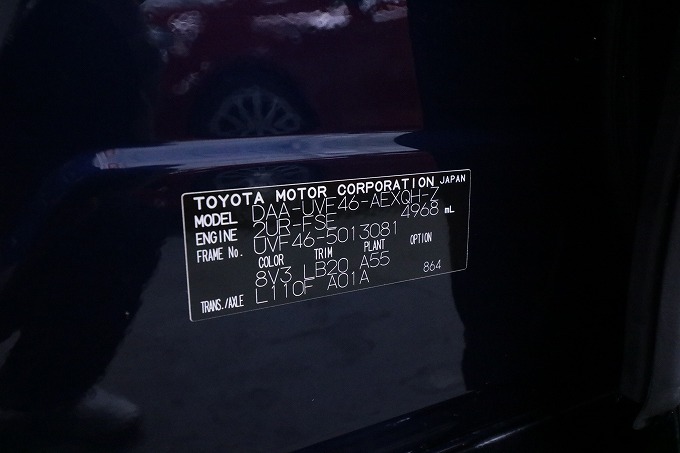 TOYOTA MOTOR CORPORATION JAPAN
MODEL DAA-UVF46-AEXQH-Z
ENGINE 2UR-FSE 4968 mL
FRAME No. UVF46-5013081
COLOR TRIM PLANT OPTION
8V3 LB20 A55
TRANS./AXLE L110F A01A 864